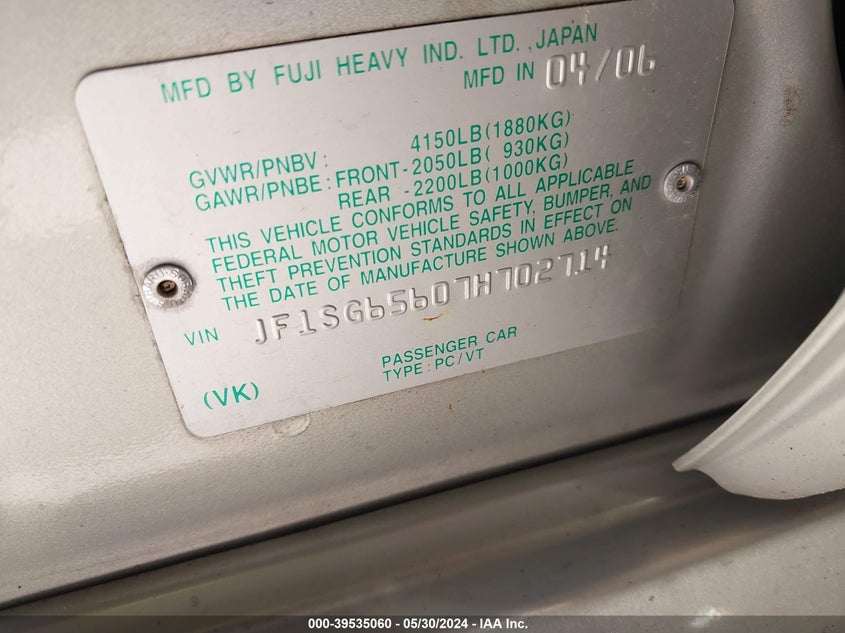 MFD BY FUJI HEAVY IND. LTD., JAPAN
MFD IN 04/06
GVWR/PNBV: 4150LB(1880KG)
GAWR/PNBE: FRONT-2050LB( 930KG)
REAR -2200LB(1000KG)
THIS VEHICLE CONFORMS TO ALL APPLICABLE
FEDERAL MOTOR VEHICLE SAFETY, BUMPER, AND
THEFT PREVENTION STANDARDS IN EFFECT ON
THE DATE OF MANUFACTURE SHOWN ABOVE.
VIN JF1SG65607H702714
PASSENGER CAR
TYPE: PC/VT
(VK)
000-39535060 - 05/30/2024 - IAA Inc.